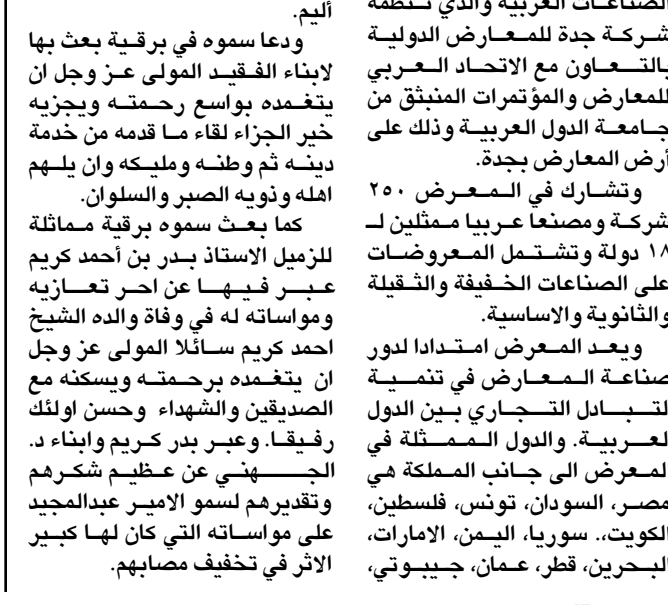 الصناعات العربية والذي تنظمه
شركة جدة للمعارض الدولية
بالتعاون مع الاتحاد العربي
للمعارض والمؤتمرات المنبثق من
جامعة الدول العربية وذلك على
أرض المعارض بجدة.
وتشارك في المعرض ٢٥٠
شركة ومصنعا عربيا ممثلين لـ
١٨ دولة وتشتمل المعروضات
على الصناعات الخفيفة والثقيلة
والثانوية والاساسية.
ويعد المعرض امتدادا لدور
صناعة المعارض في تنمية
لتبادل التجاري بين الدول
لعربية. والدول الممثلة في
لمعرض الى جانب المملكة هي
مصر، السودان، تونس، فلسطين،
الكويت،. سوريا، اليمن، الامارات،
البحرين، قطر، عمان، جيبوتي،
أليم.
ودعا سموه في برقية بعث بها
لابناء الفقيد المولى عز وجل ان
يتغمده بواسع رحمته ويجزيه
خير الجزاء لقاء ما قدمه من خدمة
دينه ثم وطنه ومليكه وان يلهم
اهله وذويه الصبر والسلوان.
كما بعث سموه برقية مماثلة
للزميل الاستاذ بدر بن أحمد كريم
عبر فيها عن احر تعازيه
ومواساته له في وفاة والده الشيخ
احمد كريم سائلا المولى عز وجل
ان يتغمده برحمته ويسكنه مع
الصديقين والشهداء وحسن اولئك
رفيقا. وعبر بدر كريم وابناء د.
الجهني عن عظيم شكرهم
وتقديرهم لسمو الامير عبدالمجيد
على مواساته التي كان لها كبير
الاثر في تخفيف مصابهم.